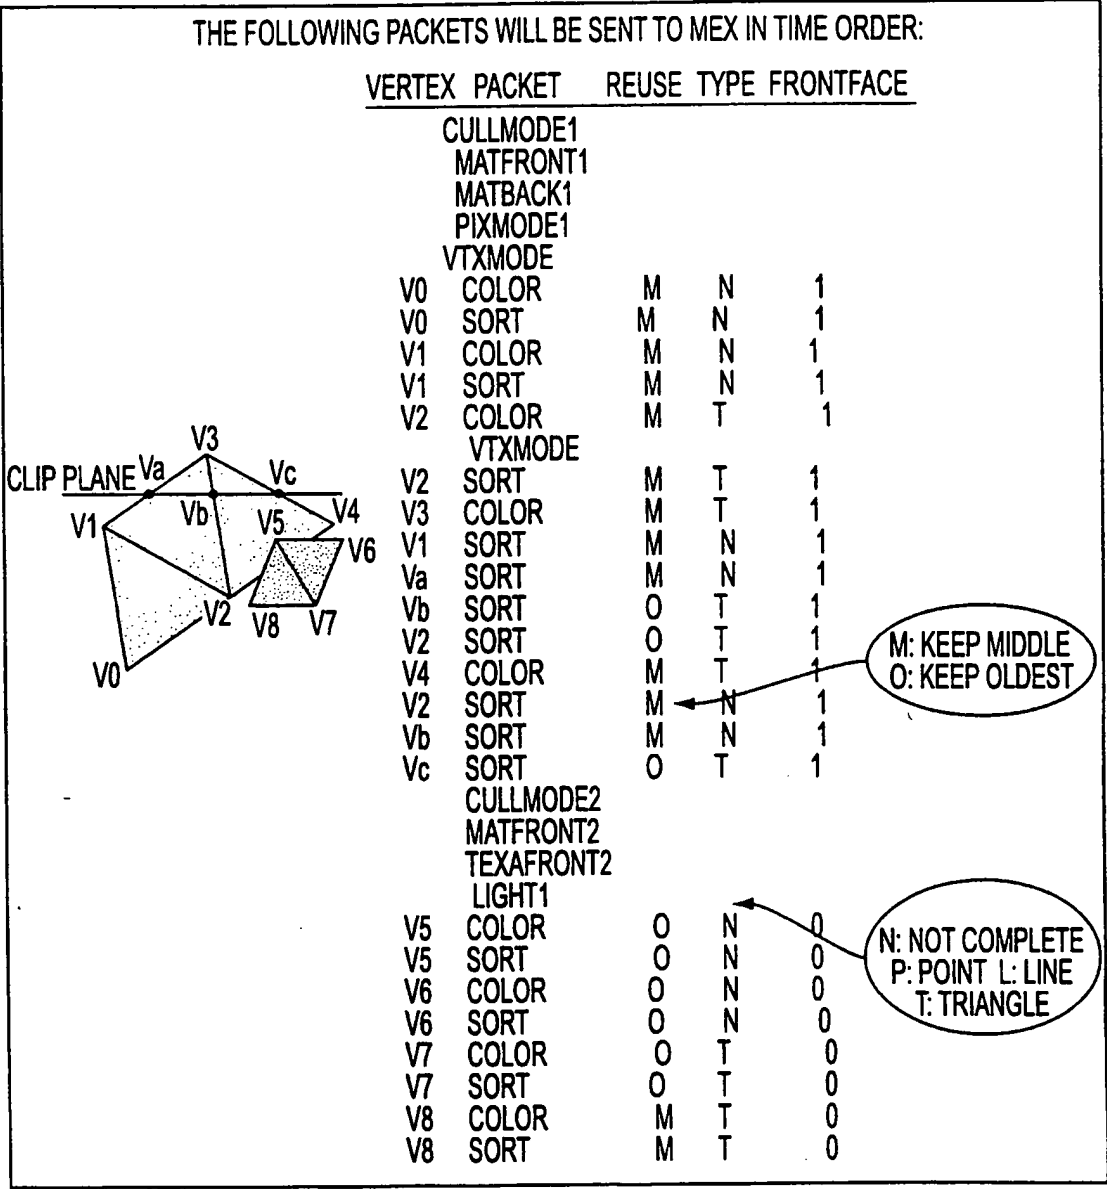 THE FOLLOWING PACKETS WILL BE SENT TO MEX IN TIME ORDER:
VERTEX PACKET REUSE TYPE FRONTFACE
CULLMODE1
MATFRONT1
MATBACK1
PIXMODE1
VTXMODE
V0 COLOR M N 1
V0 SORT M N 1
V1 COLOR M N 1
V1 SORT M N 1
V2 COLOR M T 1
VTXMODE
V2 SORT M T 1
V3 COLOR M T 1
V1 SORT M N 1
Va SORT M N 1
Vb SORT O T 1
V2 SORT O T 1
V4 COLOR M T 1
V2 SORT M N 1
Vb SORT M N 1
Vc SORT O T 1
CULLMODE2
MATFRONT2
TEXAFRONT2
LIGHT1
V5 COLOR O N 0
V5 SORT O N 0
V6 COLOR O N 0
V6 SORT O N 0
V7 COLOR O T 0
V7 SORT O T 0
V8 COLOR M T 0
V8 SORT M T 0
V3
CLIP PLANE
Va
Vc
V1
Vb
V5
V4
V6
V2
V8
V7
V0
M: KEEP MIDDLE
O: KEEP OLDEST
N: NOT COMPLETE
P: POINT L: LINE
T: TRIANGLE